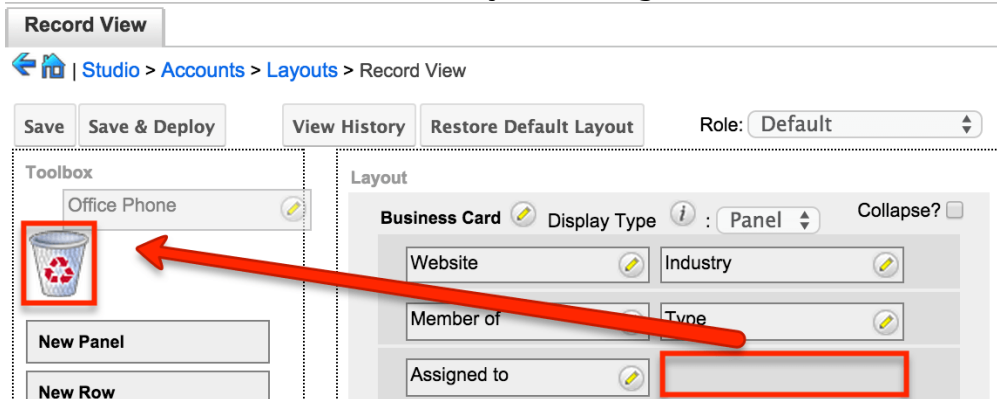 Record View
| Studio > Accounts > Layouts > Record View
Save Save & Deploy View History Restore Default Layout Role: Default
Toolbox
Office Phone
Layout
Business Card Display Type i : Panel Collapse?
Website Industry
Member of Type
Assigned to
New Panel
New Row